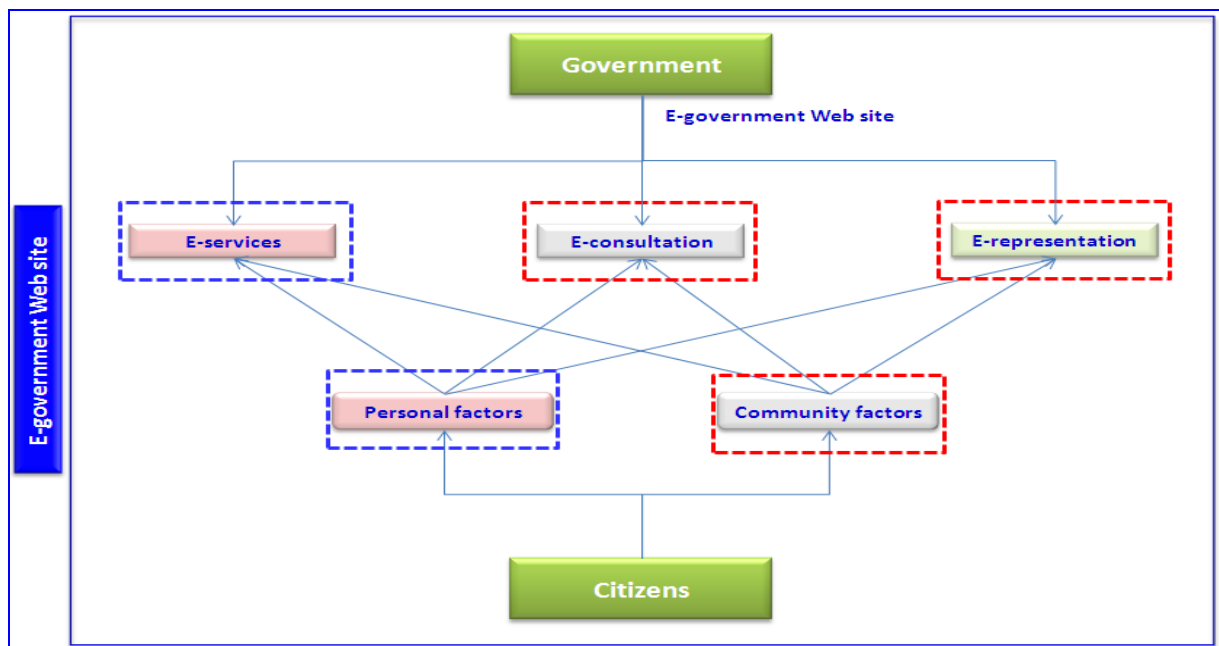 Government
E-government Web site
E-services
E-consultation
E-representation
E-government Web site
Personal factors
Community factors
Citizens